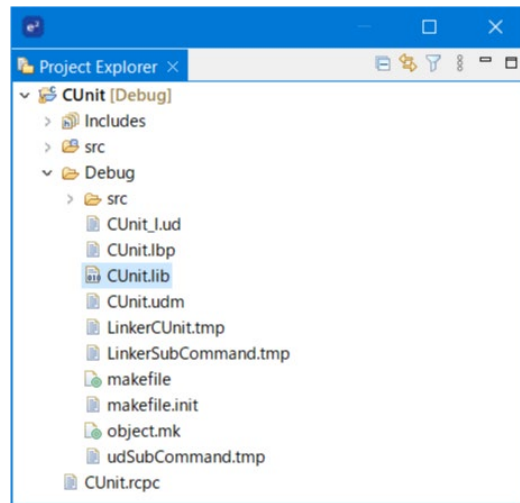 e²
Project Explorer
CUnit [Debug]
Includes
src
Debug
src
CUnit_l.ud
CUnit.lbp
CUnit.lib
CUnit.udm
LinkerCUnit.tmp
LinkerSubCommand.tmp
makefile
makefile.init
object.mk
udSubCommand.tmp
CUnit.rcpc